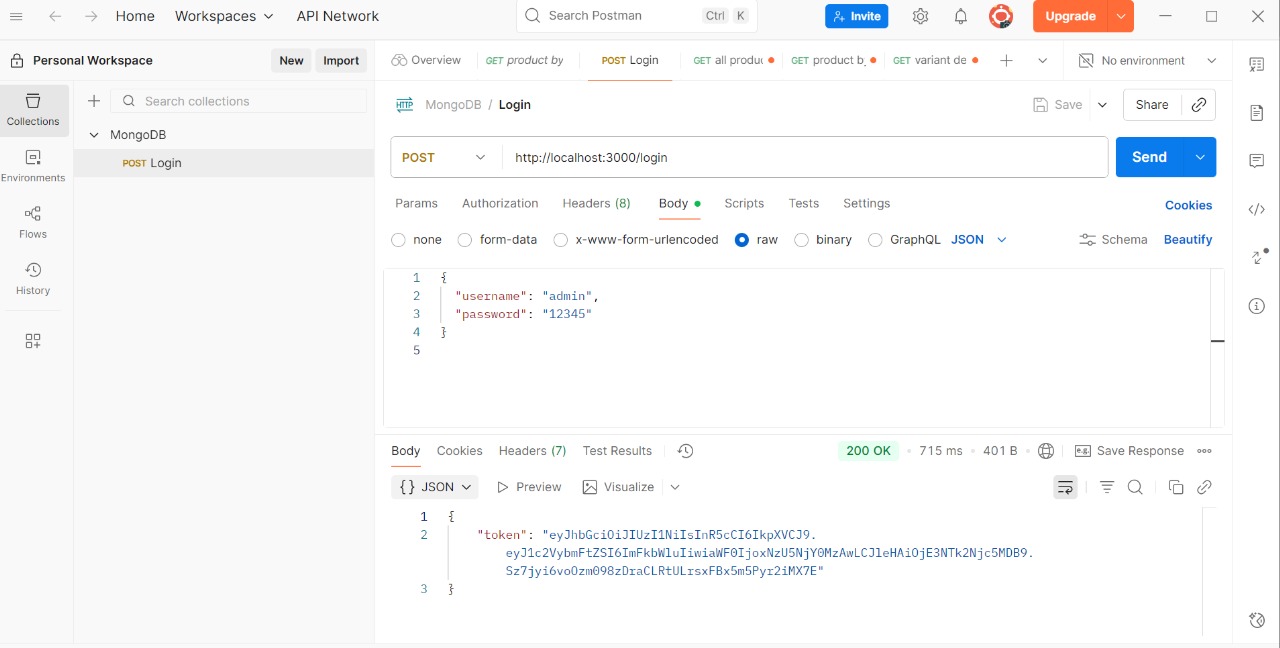 Home Workspaces API Network Search Postman Ctrl K Invite Upgrade
Personal Workspace New Import Overview GET product by POST Login GET all produc GET product b GET variant de No environment
Collections Search collections HTTP MongoDB / Login Save Share
MongoDB
POST Login
POST http://localhost:3000/login Send
Environments
Flows
History
Params Authorization Headers (8) Body Scripts Tests Settings Cookies
none form-data x-www-form-urlencoded raw binary GraphQL JSON Schema Beautify
1 {
2 "username": "admin",
3 "password": "12345"
4 }
5
Body Cookies Headers (7) Test Results 200 OK 715 ms 401 B e.g. Save Response
{} JSON Preview Visualize
1 {
2 "token": "eyJhbGciOiJIUzI1NiIsInR5cCI6IkpXVCJ9.
eyJ1c2VybmFtZSI6ImFkbWluIiwiaWF0IjoxNzU5NjY0MzAwLCJleHAiOjE3NTk2Njc5MDB9.
Sz7jyi6voOzm098zDraCLRtULrsxFBx5m5Pyr2iMX7E"
3 }